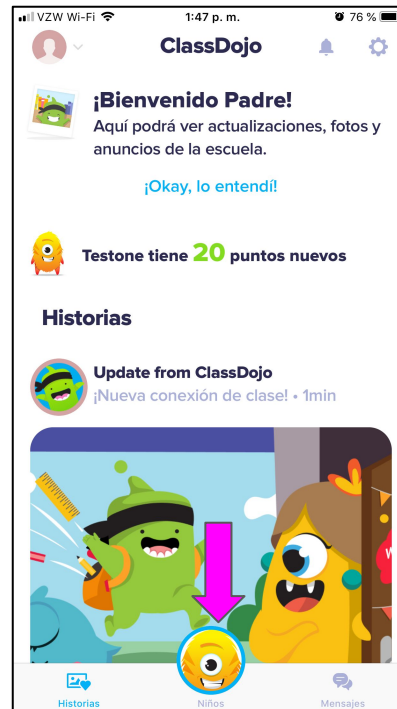 VZW Wi-Fi 1:47 p. m. 76 %
ClassDojo
¡Bienvenido Padre!
Aquí podrá ver actualizaciones, fotos y
anuncios de la escuela.
¡Okay, lo entendí!
Testone tiene 20 puntos nuevos
Historias
Update from ClassDojo
¡Nueva conexión de clase! • 1min
Historias
Niños
Mensajes